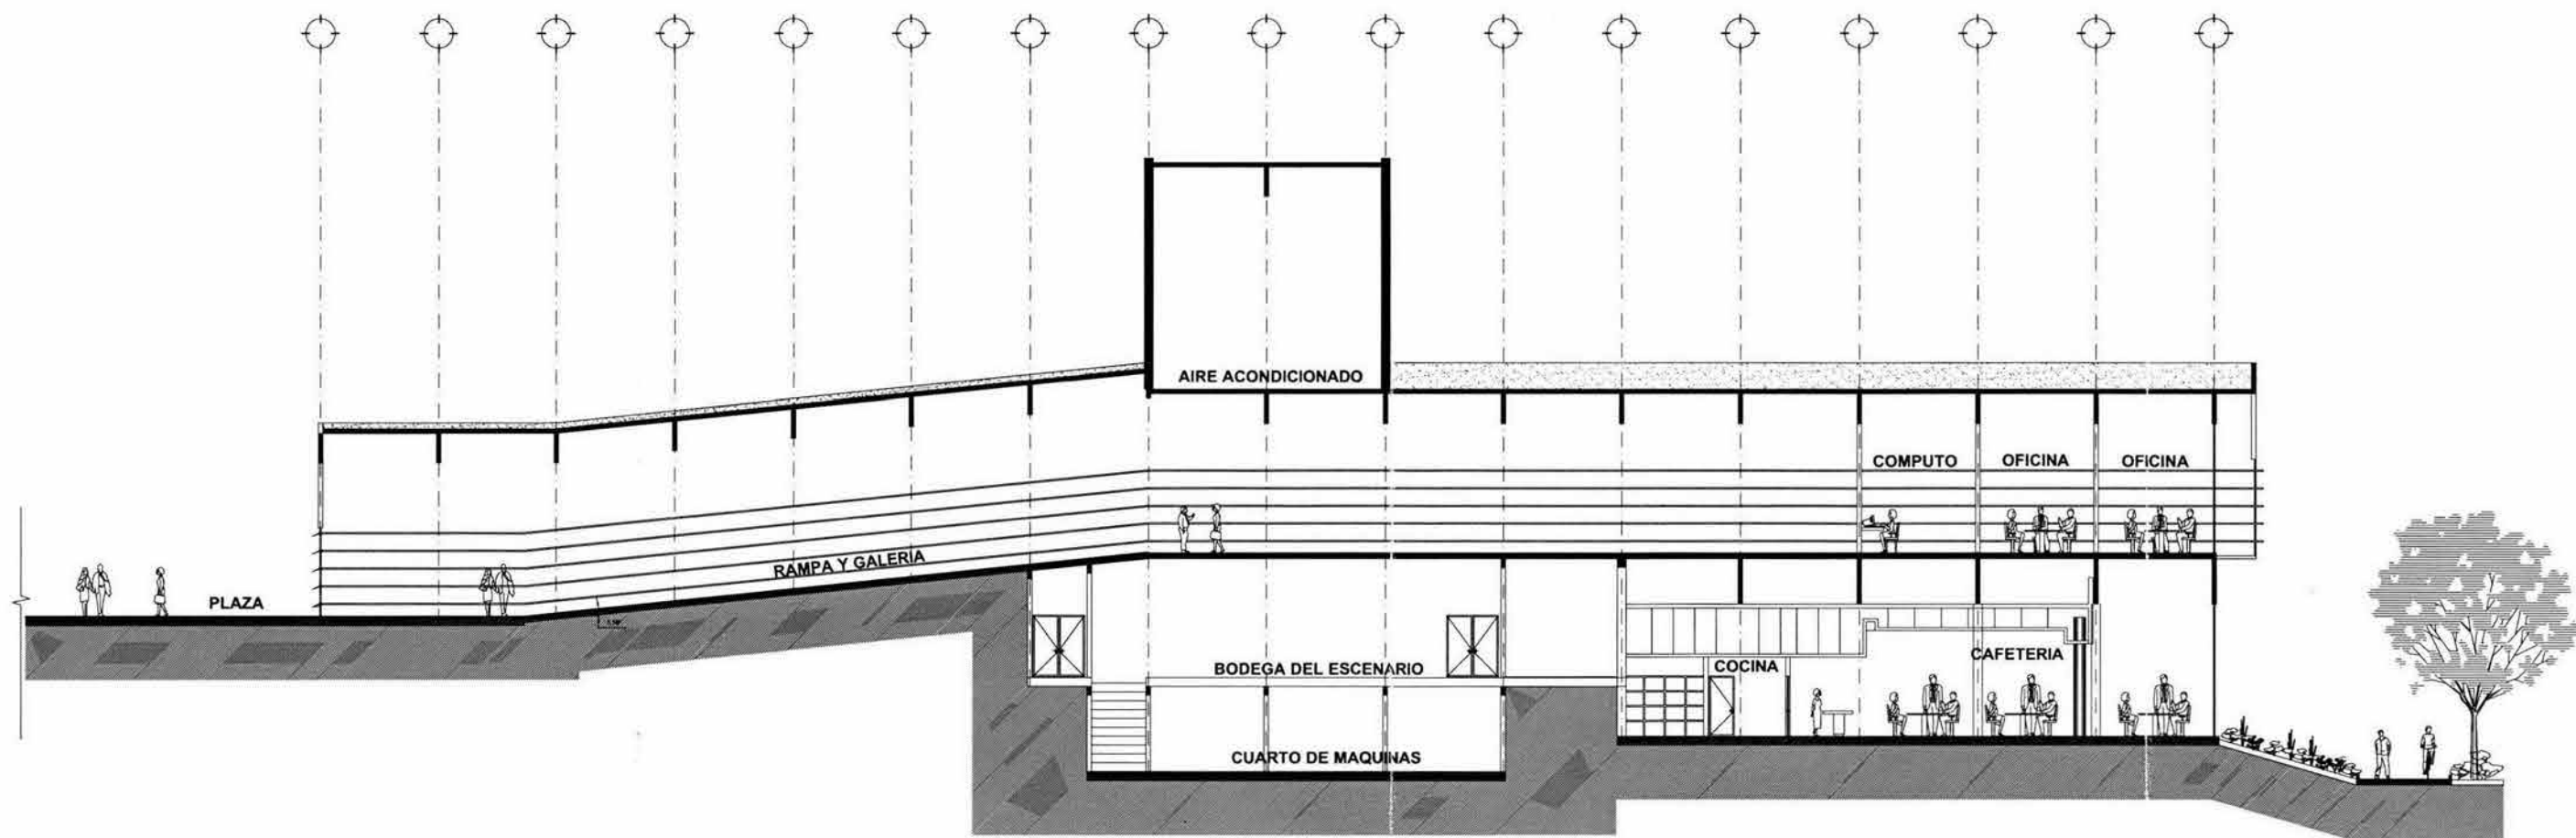 AIRE ACONDICIONADO
COMPUTO
OFICINA
OFICINA
RAMPA Y GALERIA
PLAZA
BODEGA DEL ESCENARIO
COCINA
CAFETERIA
CUARTO DE MAQUINAS